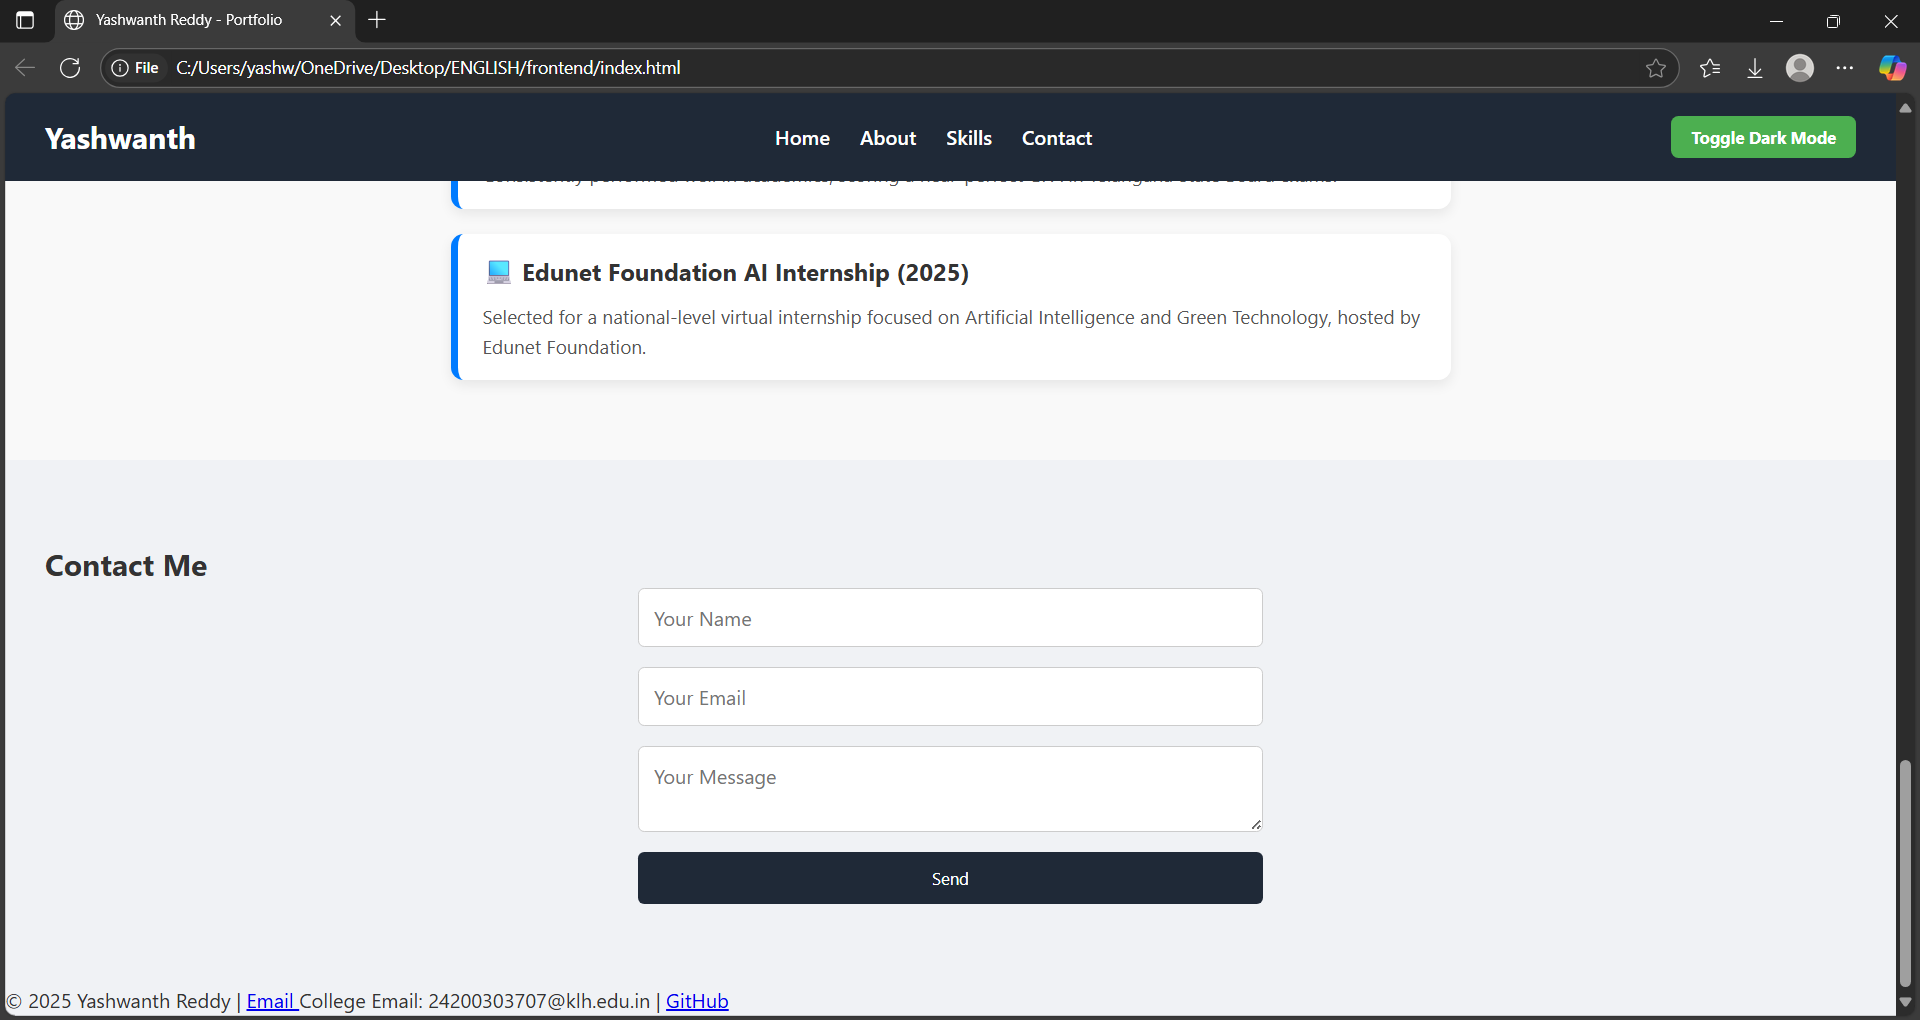 Yashwanth Reddy - Portfolio
File C:/Users/yashw/OneDrive/Desktop/ENGLISH/frontend/index.html
Yashwanth Home About Skills Contact Toggle Dark Mode
Edunet Foundation AI Internship (2025)
Selected for a national-level virtual internship focused on Artificial Intelligence and Green Technology, hosted by
Edunet Foundation.
Contact Me
Your Name
Your Email
Your Message
Send
© 2025 Yashwanth Reddy | Email College Email: 24200303707@klh.edu.in | GitHub